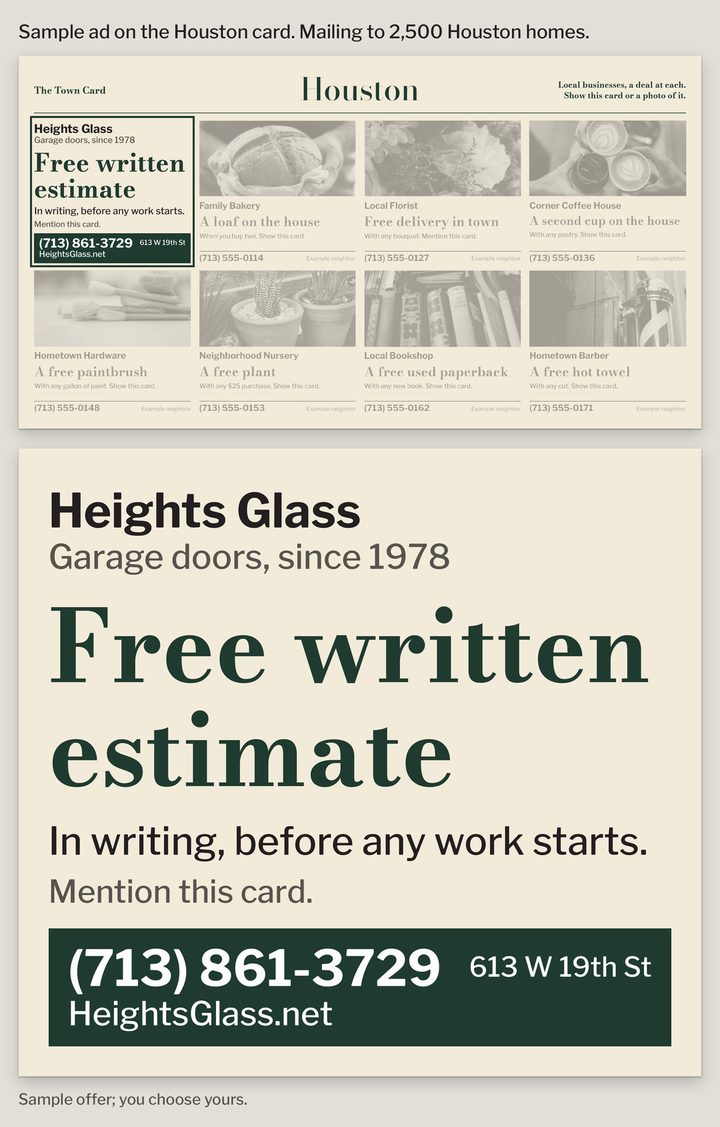 Sample ad on the Houston card. Mailing to 2,500 Houston homes.
The Town Card
Houston
Local businesses, a deal at each.
Show this card or a photo of it.
Heights Glass
Garage doors, since 1978
Free written
estimate
In writing, before any work starts.
Mention this card.
(713) 861-3729 613 W 19th St
HeightsGlass.net
Family Bakery
A loaf on the house
When you buy two. Show this card.
(713) 555-0114 Example neighbor
Local Florist
Free delivery in town
With any bouquet. Mention this card.
(713) 555-0127 Example neighbor
Corner Coffee House
A second cup on the house
With any pastry. Show this card.
(713) 555-0136 Example neighbor
Hometown Hardware
A free paintbrush
With any gallon of paint. Show this card.
(713) 555-0148 Example neighbor
Neighborhood Nursery
A free plant
With any $25 purchase. Show this card.
(713) 555-0153 Example neighbor
Local Bookshop
A free used paperback
With any new book. Show this card.
(713) 555-0162 Example neighbor
Hometown Barber
A free hot towel
With any cut. Show this card.
(713) 555-0171 Example neighbor
Heights Glass
Garage doors, since 1978
Free written
estimate
In writing, before any work starts.
Mention this card.
(713) 861-3729 613 W 19th St
HeightsGlass.net
Sample offer; you choose yours.